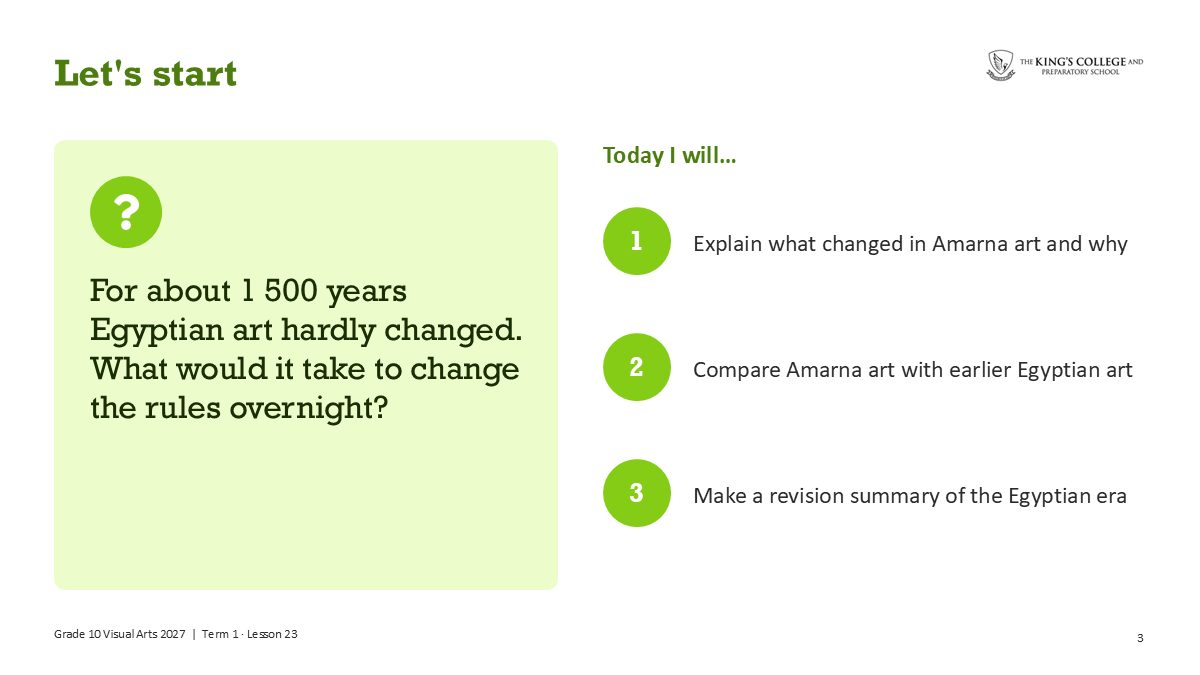 Let's start
THE KING'S COLLEGE AND
PREPARATORY SCHOOL
?
For about 1 500 years
Egyptian art hardly changed.
What would it take to change
the rules overnight?
Today I will…
1
Explain what changed in Amarna art and why
2
Compare Amarna art with earlier Egyptian art
3
Make a revision summary of the Egyptian era
Grade 10 Visual Arts 2027 | Term 1 · Lesson 23
3